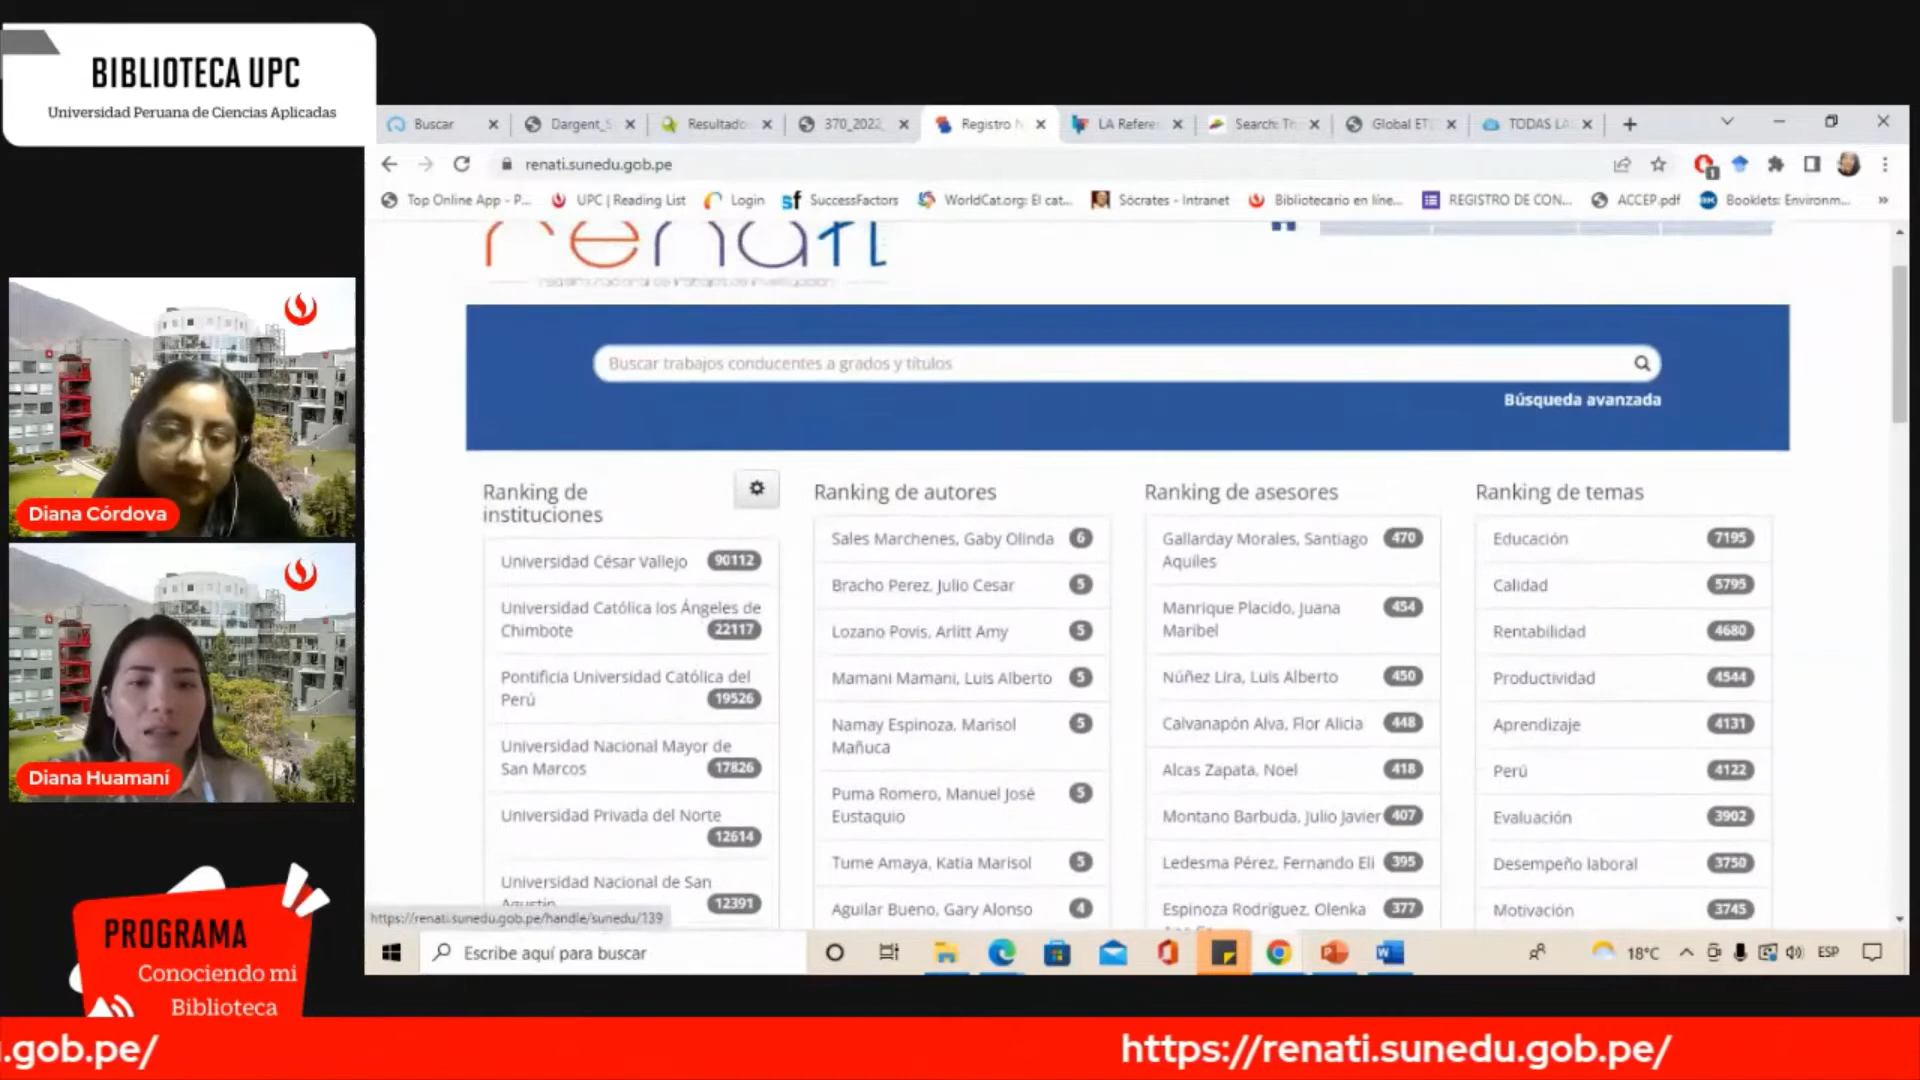 BIBLIOTECA UPC
Universidad Peruana de Ciencias Aplicadas
Diana Córdova
Diana Huamaní
PROGRAMA
Conociendo mi
Biblioteca
Buscar
Dargent_S
Resultado
370_2022_
Registro N
LA Refere
Search: Th
Global ET
TODAS LA
renati.sunedu.gob.pe
Top Online App - P...
UPC | Reading List
Login
SuccessFactors
WorldCat.org: El cat...
Sócrates - Intranet
Bibliotecario en líne...
REGISTRO DE CON...
ACCEP.pdf
Booklets: Environm...
renati
Buscar trabajos conducentes a grados y títulos
Búsqueda avanzada
Ranking de
instituciones
Universidad César Vallejo 90112
Universidad Católica los Ángeles de
Chimbote 22117
Pontificia Universidad Católica del
Perú 19526
Universidad Nacional Mayor de
San Marcos 17826
Universidad Privada del Norte
12614
Universidad Nacional de San
Agustín 12391
Ranking de autores
Sales Marchenes, Gaby Olinda 6
Bracho Perez, Julio Cesar 5
Lozano Povis, Arlitt Amy 5
Mamani Mamani, Luis Alberto 5
Namay Espinoza, Marisol 5
Mañuca
Puma Romero, Manuel José 5
Eustaquio
Tume Amaya, Katia Marisol 5
Aguilar Bueno, Gary Alonso 4
Ranking de asesores
Gallarday Morales, Santiago 470
Aquiles
Manrique Placido, Juana 454
Maribel
Núñez Lira, Luis Alberto 450
Calvanapón Alva, Flor Alicia 448
Alcas Zapata, Noel 418
Montano Barbuda, Julio Javier 407
Ledesma Pérez, Fernando Eli 395
Espinoza Rodríguez, Olenka 377
Ranking de temas
Educación 7195
Calidad 5795
Rentabilidad 4680
Productividad 4544
Aprendizaje 4131
Perú 4122
Evaluación 3902
Desempeño laboral 3750
Motivación 3745
https://renati.sunedu.gob.pe/handle/sunedu/139
Escribe aquí para buscar
18°C
ESP
.gob.pe/
https://renati.sunedu.gob.pe/